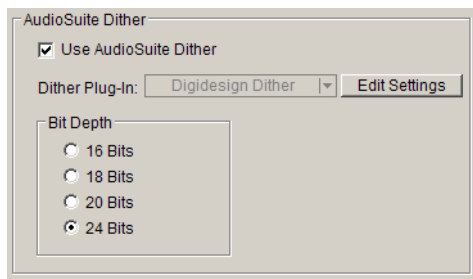 AudioSuite Dither
Use AudioSuite Dither
Dither Plug-In: Digidesign Dither Edit Settings
Bit Depth
16 Bits
18 Bits
20 Bits
24 Bits